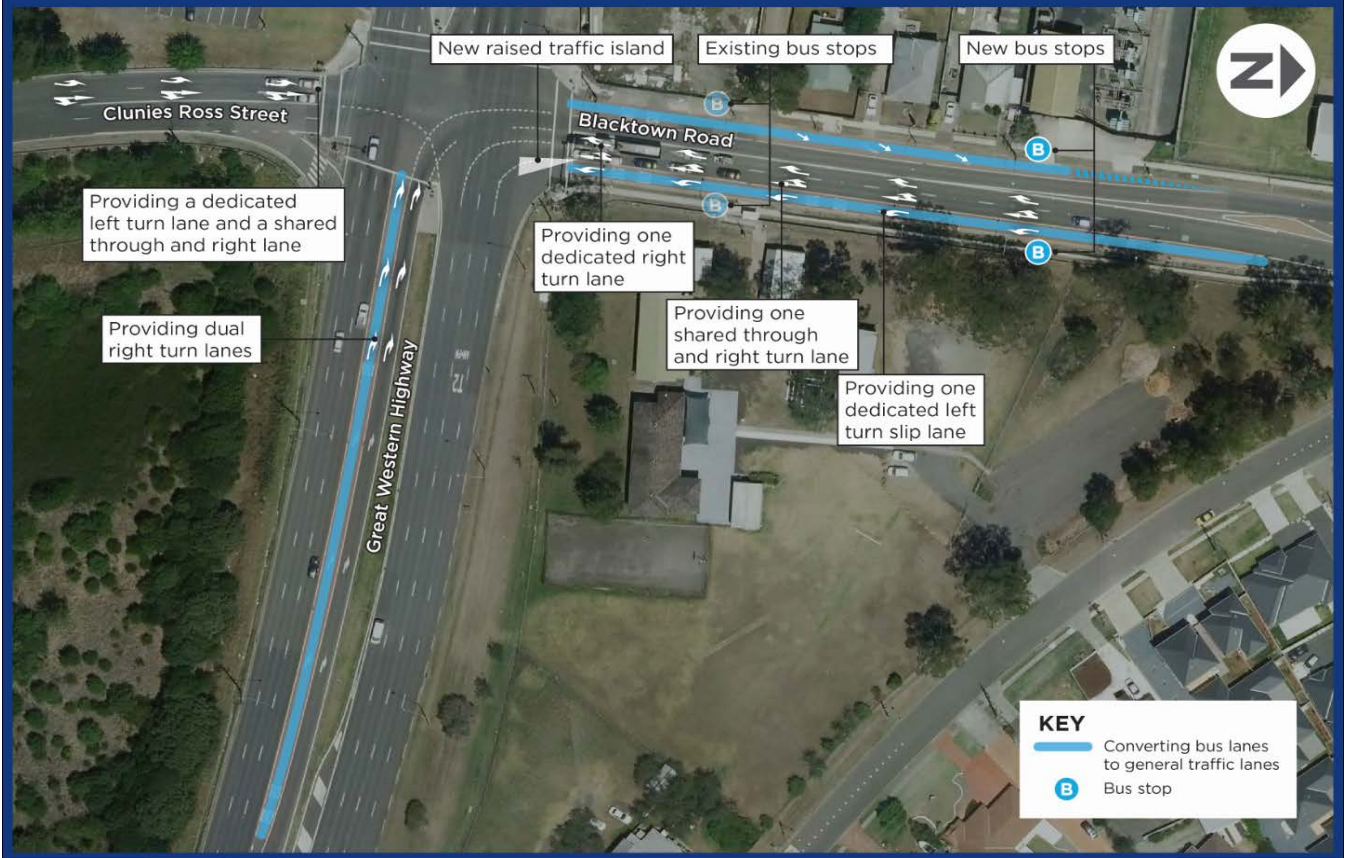 New raised traffic island
Existing bus stops
New bus stops
N
Clunies Ross Street
Blacktown Road
B
B
B
B
Providing a dedicated
left turn lane and a shared
through and right lane
Providing one
dedicated right
turn lane
Providing one
shared through
and right turn lane
Providing one
dedicated left
turn slip lane
Providing dual
right turn lanes
Great Western Highway
KEY
Converting bus lanes
to general traffic lanes
B
Bus stop